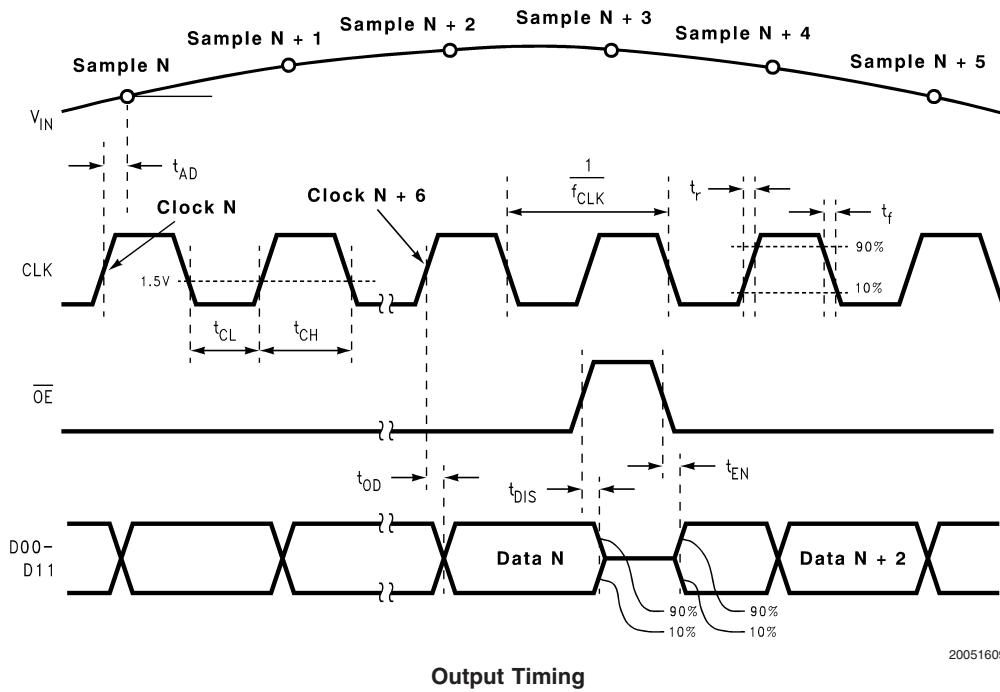 Sample N
Sample N + 1
Sample N + 2
Sample N + 3
Sample N + 4
Sample N + 5
VIN
tAD
Clock N
Clock N + 6
1
fCLK
tr
tf
CLK
1.5V
90%
10%
tCL
tCH
OE
tOD
tDIS
tEN
D00-
D11
Data N
Data N + 2
90%
10%
90%
10%
Output Timing